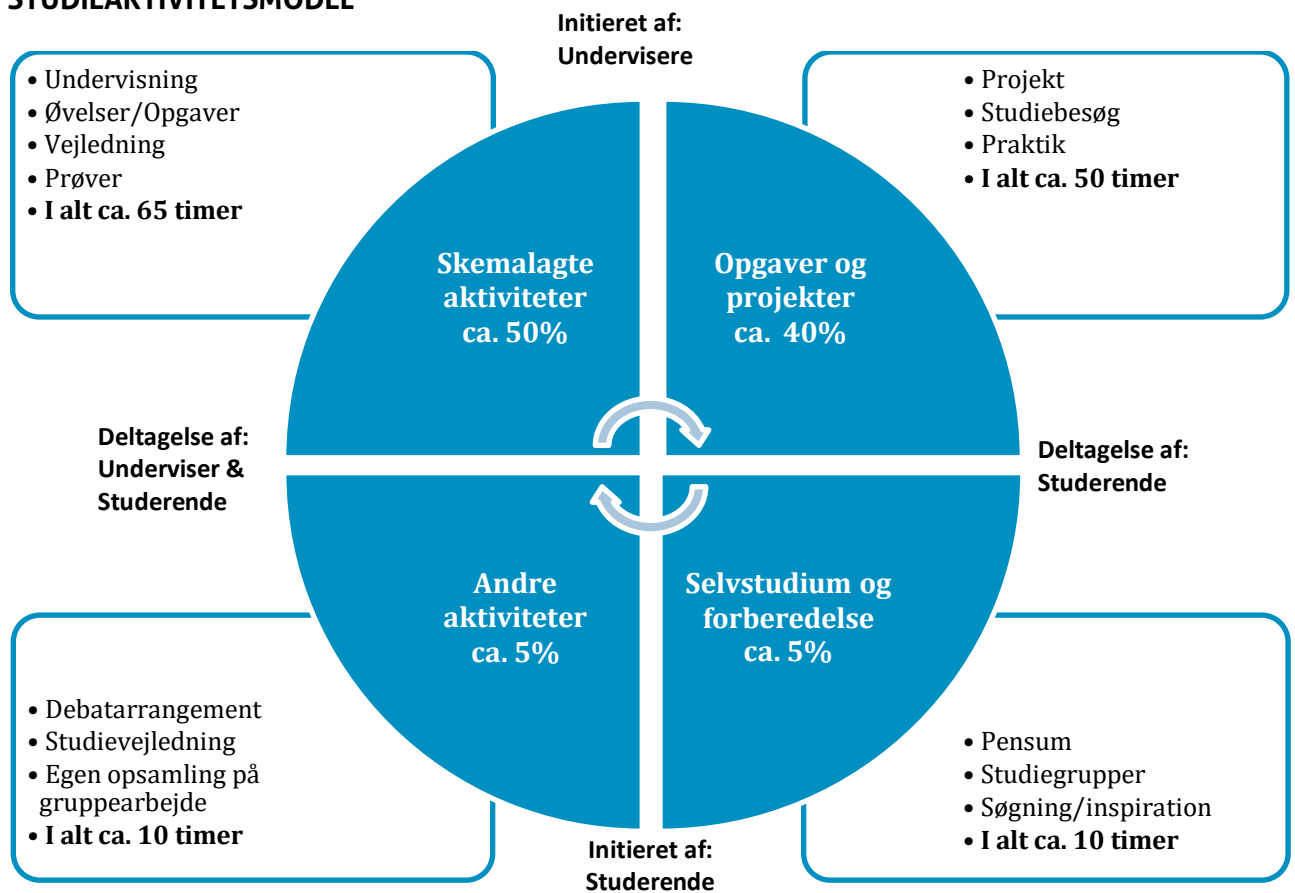 STUDIEAKTIVITETSMODEL
Initieret af:
Undervisere
• Undervisning
• Øvelser/Opgaver
• Vejledning
• Prøver
• I alt ca. 65 timer
• Projekt
• Studiebesøg
• Praktik
• I alt ca. 50 timer
Skemalagte
aktiviteter
ca. 50%
Opgaver og
projekter
ca. 40%
Deltagelse af:
Underviser &
Studerende
Deltagelse af:
Studerende
Andre
aktiviteter
ca. 5%
Selvstudium og
forberedelse
ca. 5%
• Debatarrangement
• Studievejledning
• Egen opsamling på
gruppearbejde
• I alt ca. 10 timer
• Pensum
• Studiegrupper
• Søgning/inspiration
• I alt ca. 10 timer
Initieret af:
Studerende